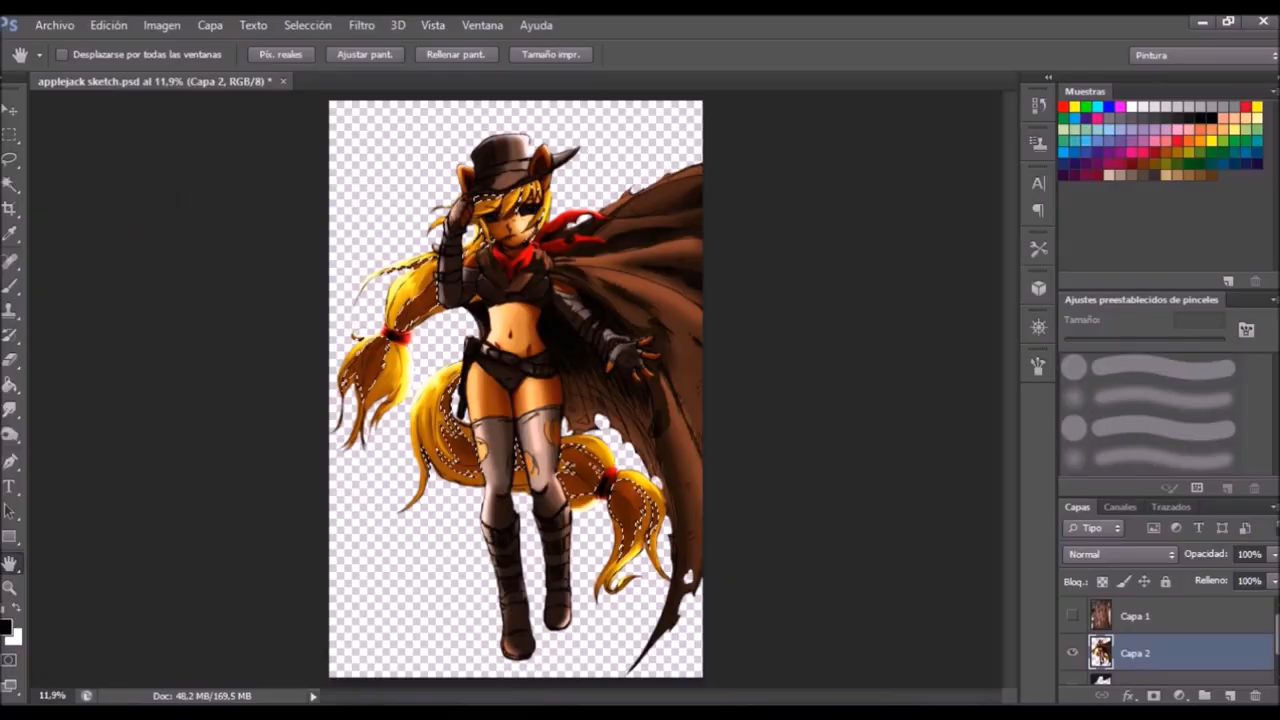 PS Archivo Edición Imagen Capa Texto Selección Filtro 3D Vista Ventana Ayuda
Desplazarse por todas las ventanas Píx. reales Ajustar pant. Rellenar pant. Tamaño impr. Pintura
applejack sketch.psd al 11,9% (Capa 2, RGB/8) * ×
Muestras
Ajustes preestablecidos de pinceles
Tamaño:
Capas Canales Trazados
Tipo
Normal Opacidad: 100%
Bloq.: Relleno: 100%
Capa 1
Capa 2
11,9% Doc: 48,2 MB/169,5 MB